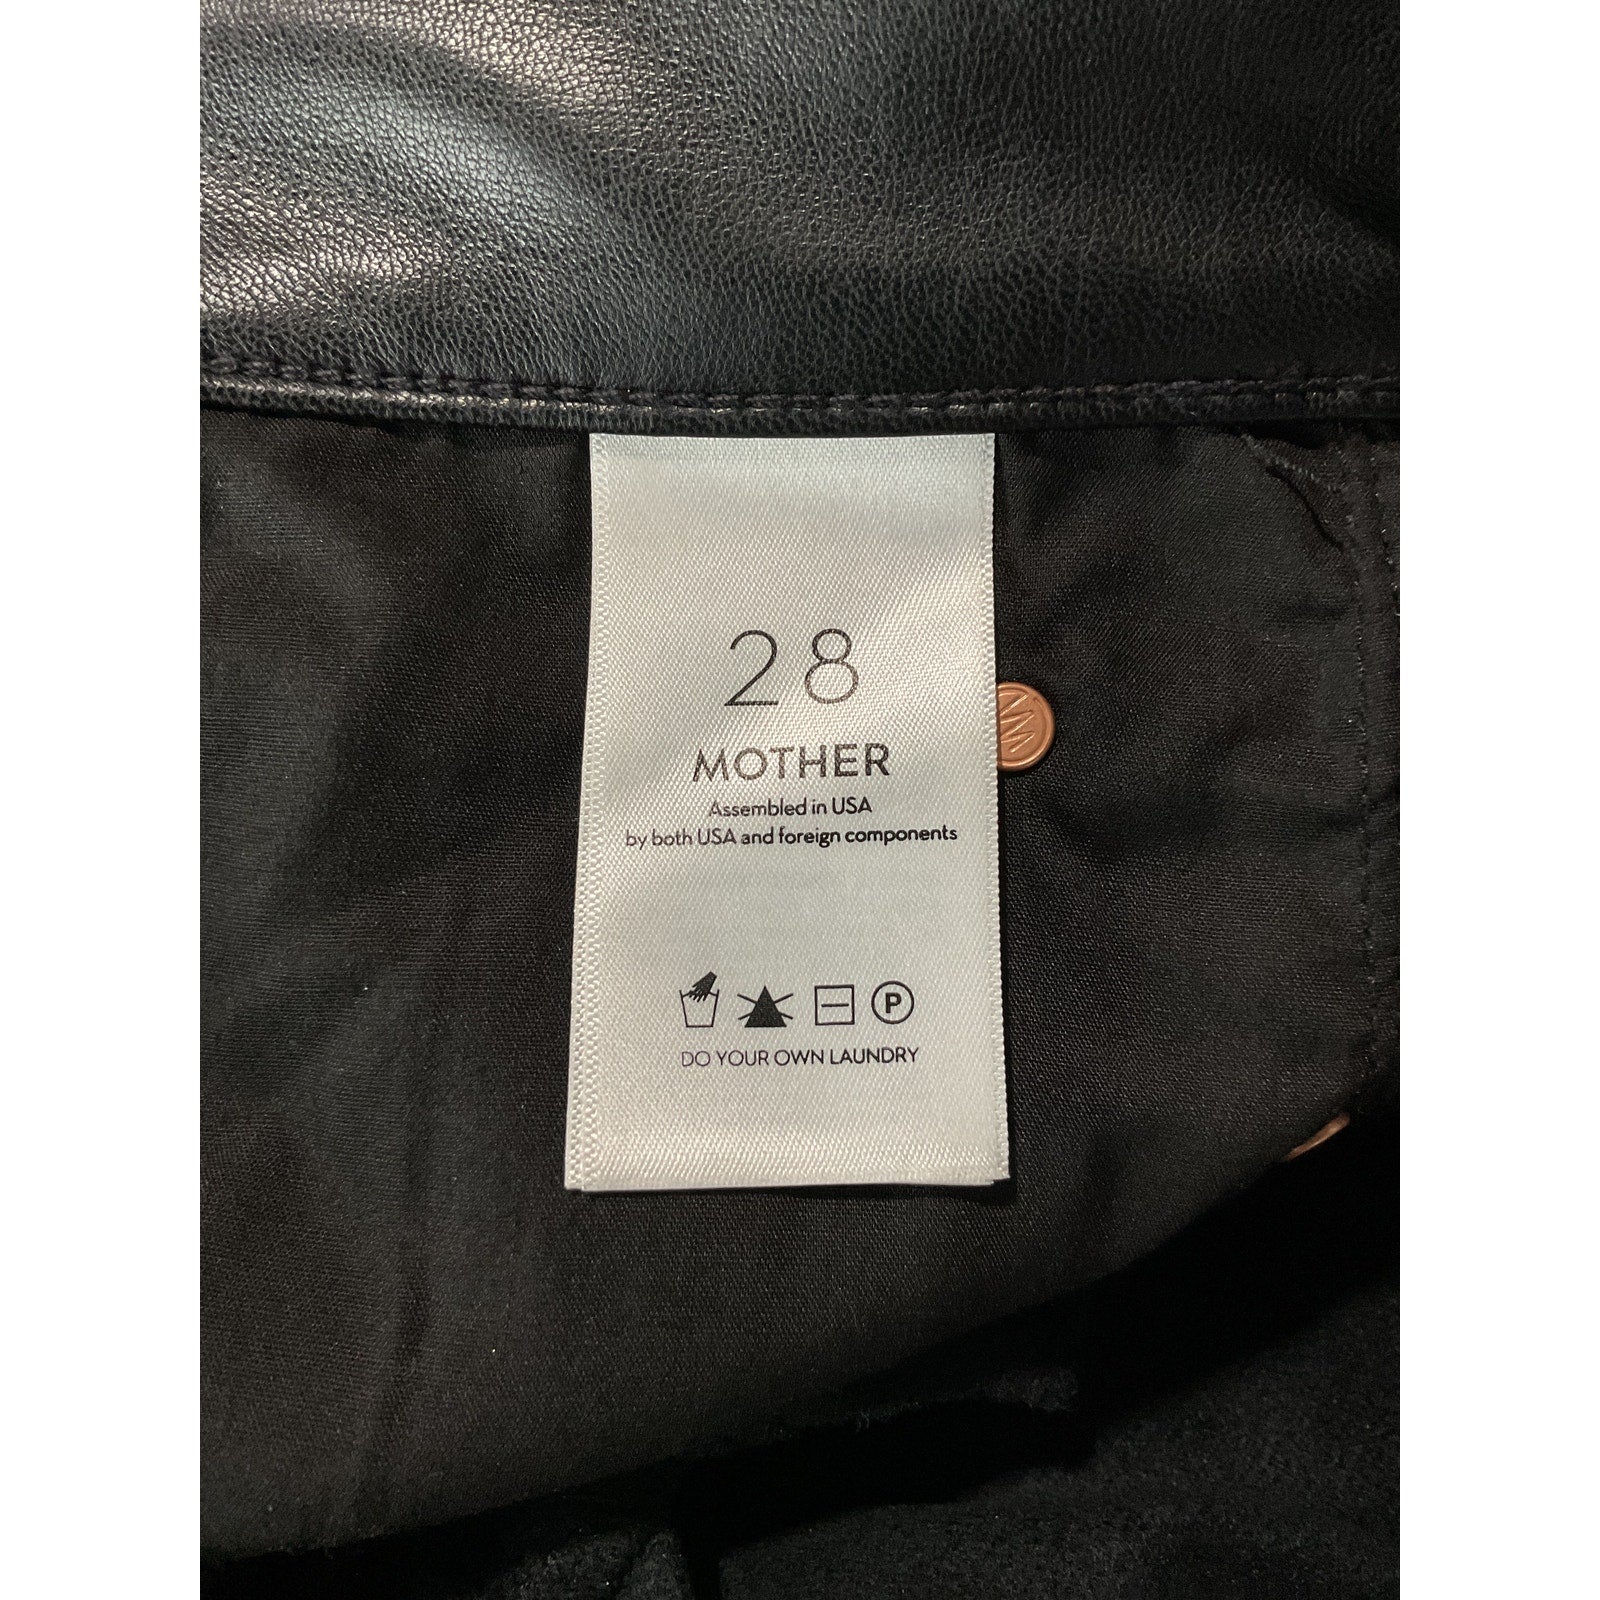 28
MOTHER
Assembled in USA
by both USA and foreign components
P
DO YOUR OWN LAUNDRY